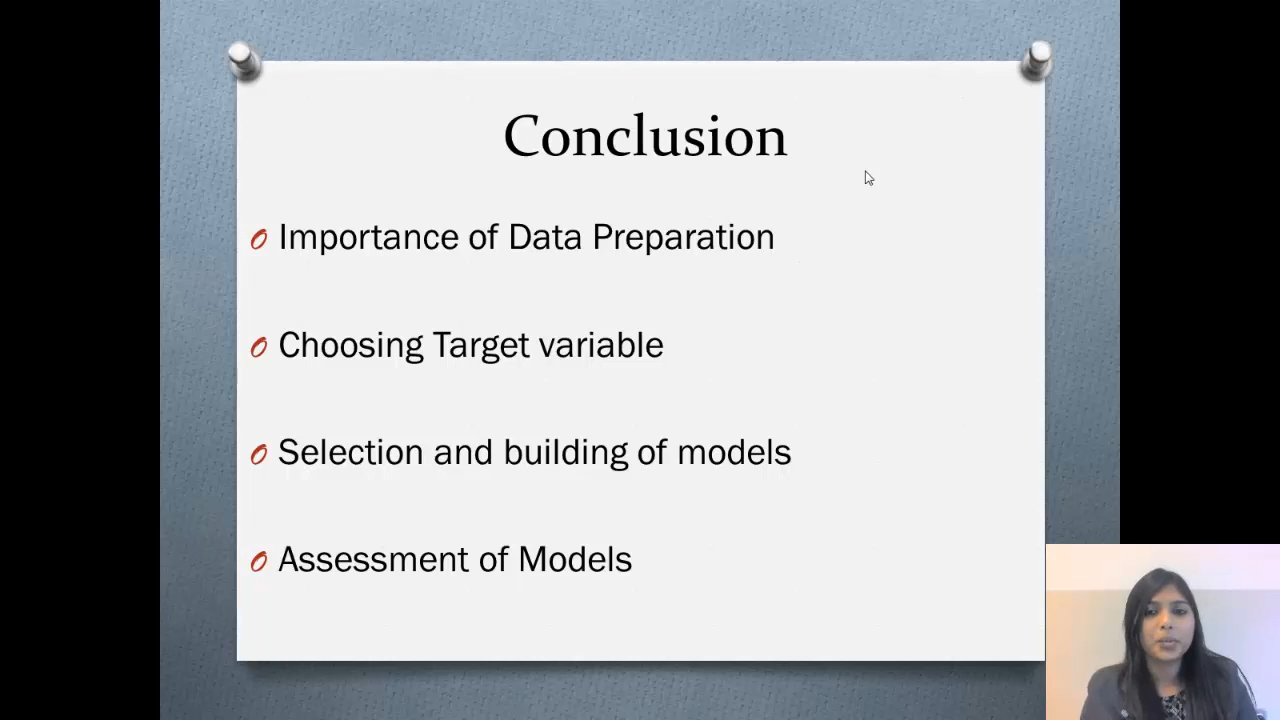 Conclusion
Importance of Data Preparation
Choosing Target variable
Selection and building of models
Assessment of Models